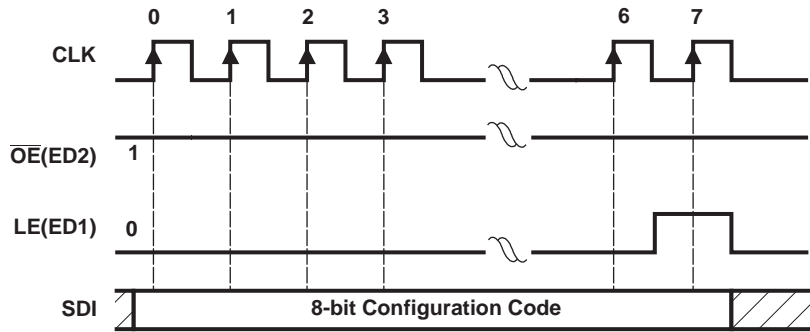 0 1 2 3 6 7
CLK
OE(ED2) 1
LE(ED1) 0
SDI 8-bit Configuration Code